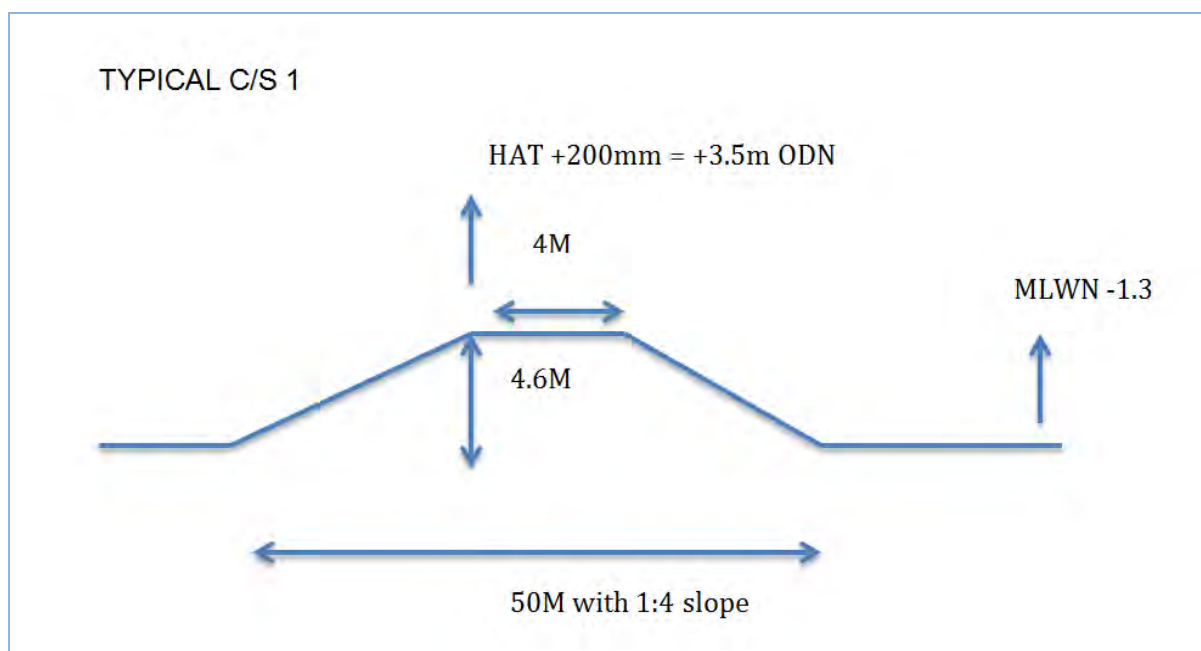 TYPICAL C/S 1
HAT +200mm = +3.5m ODN
4M
MLWN -1.3
4.6M
50M with 1:4 slope